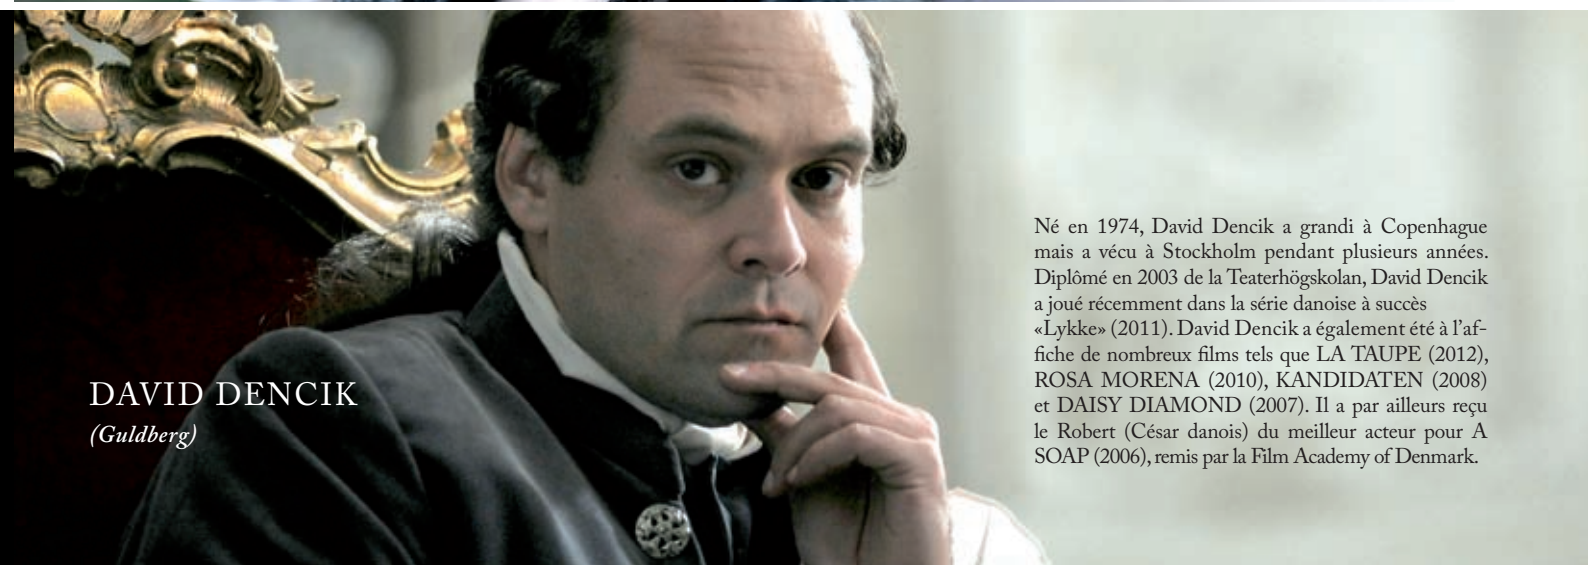 DAVID DENCIK
(Guldberg)
Né en 1974, David Dencik a grandi à Copenhague
mais a vécu à Stockholm pendant plusieurs années.
Diplômé en 2003 de la Teaterhögskolan, David Dencik
a joué récemment dans la série danoise à succès
«Lykke» (2011). David Dencik a également été à l'af-
fiche de nombreux films tels que LA TAUPE (2012),
ROSA MORENA (2010), KANDIDATEN (2008)
et DAISY DIAMOND (2007). Il a par ailleurs reçu
le Robert (César danois) du meilleur acteur pour A
SOAP (2006), remis par la Film Academy of Denmark.